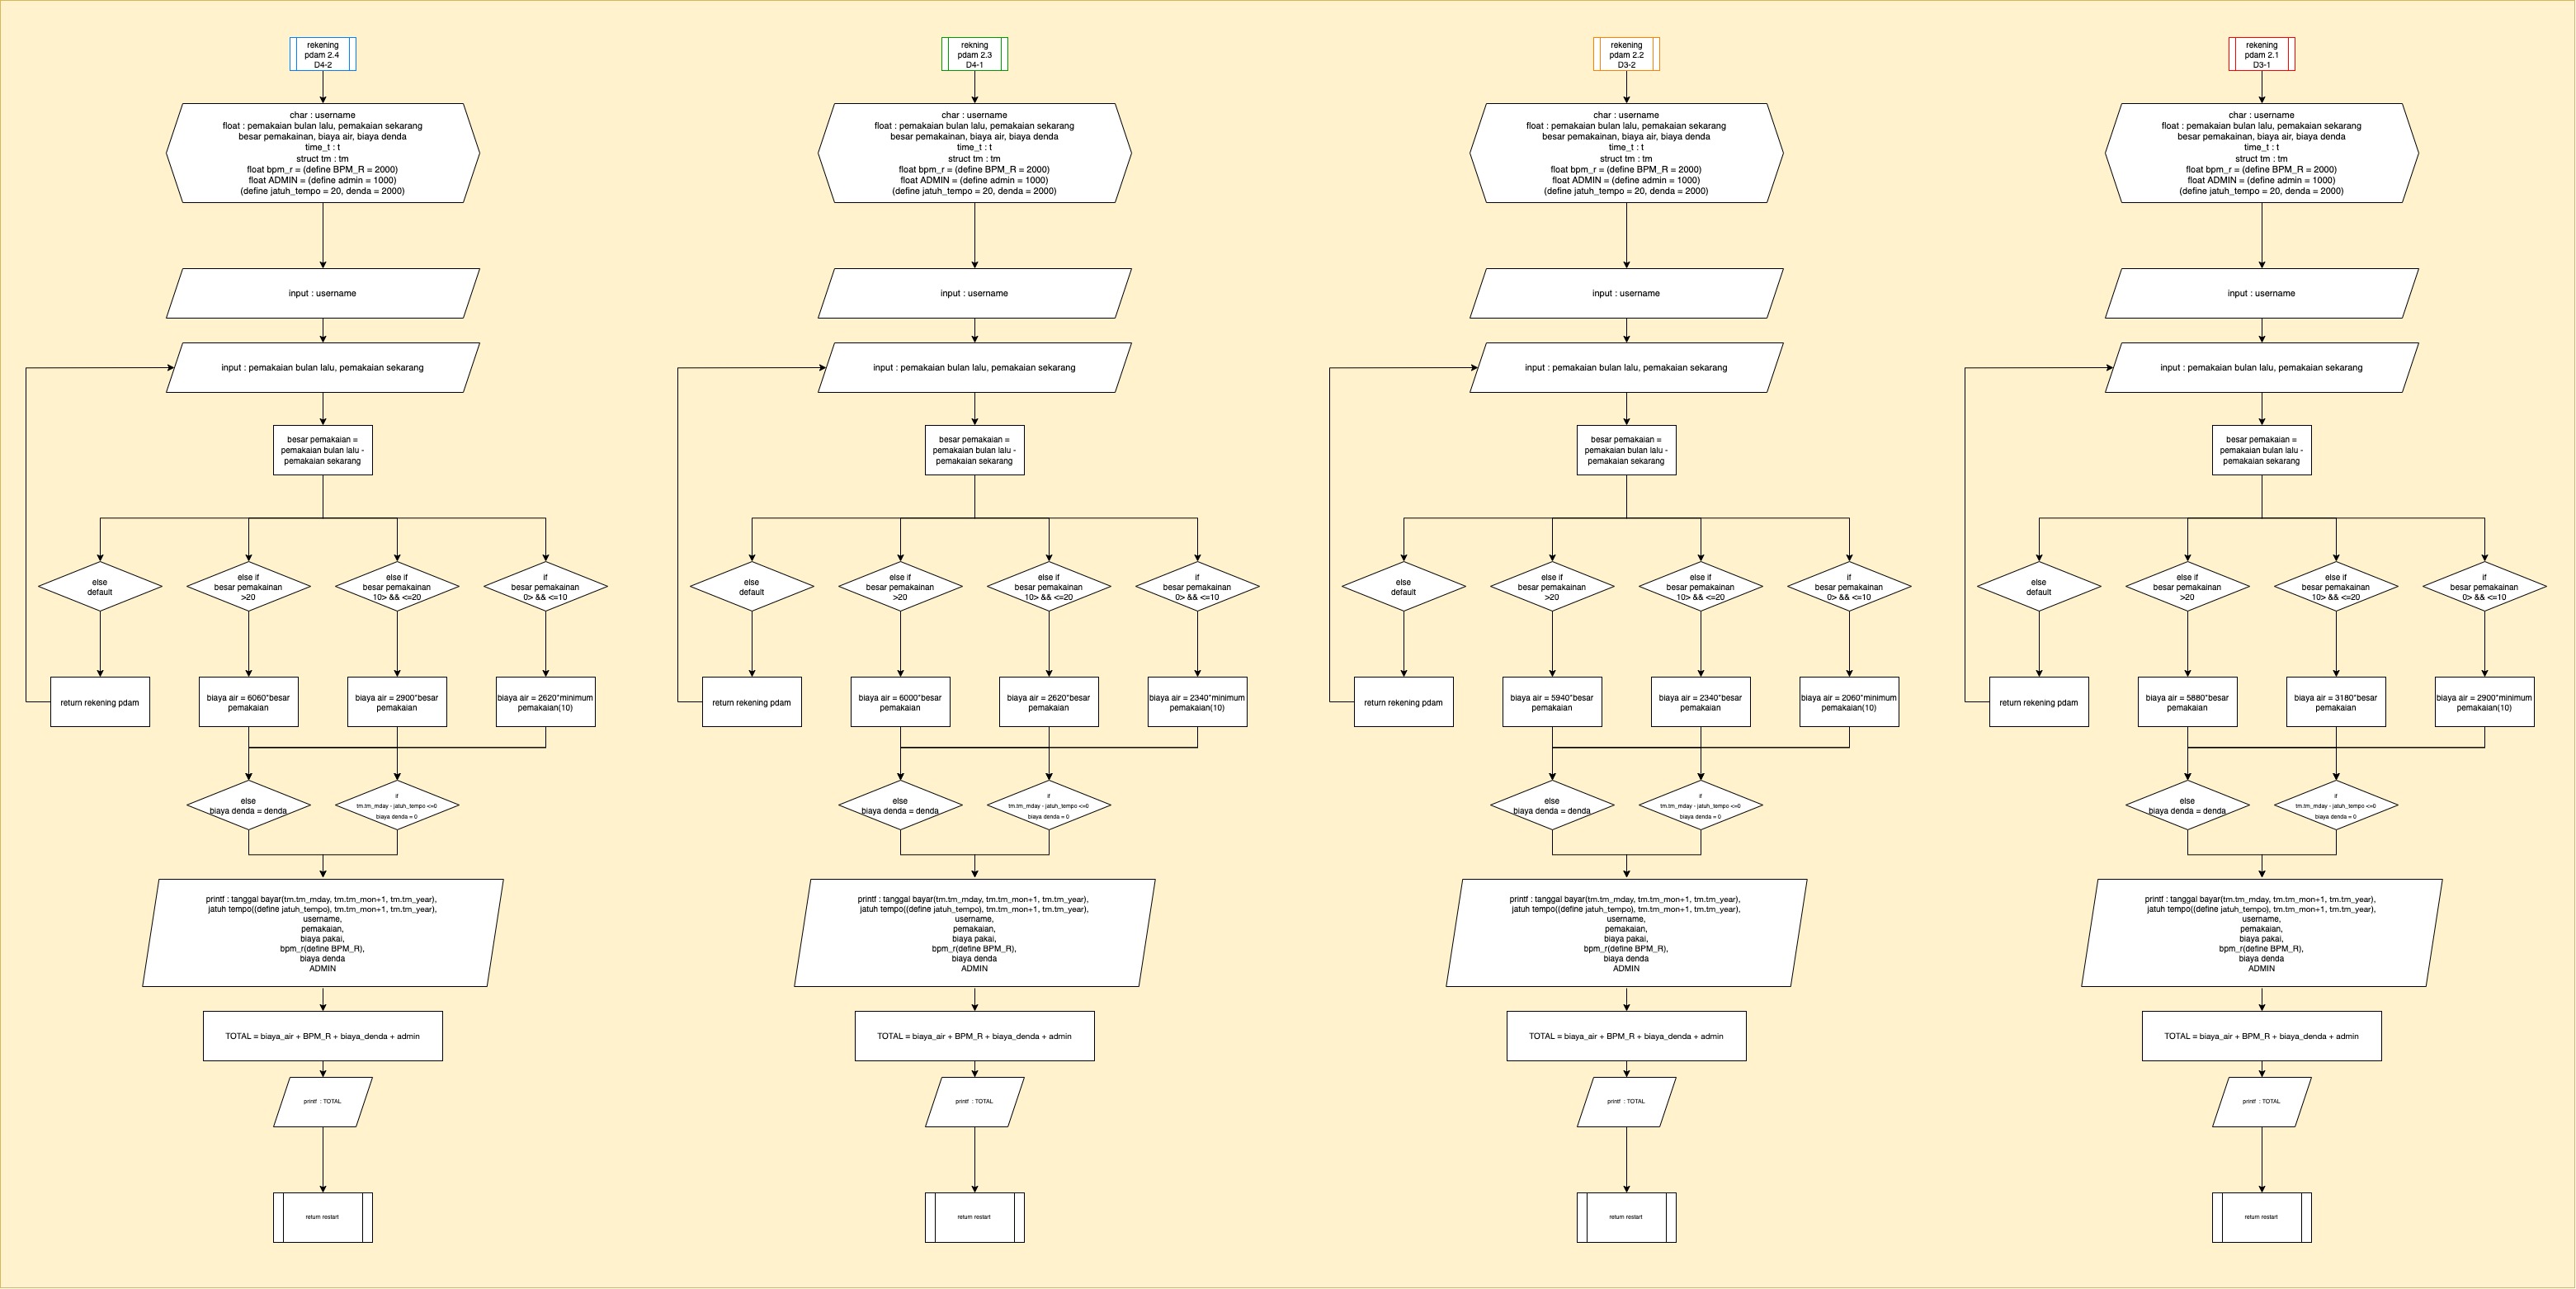 rekening
pdam 2.4
D4-2
char : username
float : pemakaian bulan lalu, pemakaian sekarang
besar pemakainan, biaya air, biaya denda
time_t : t
struct tm : tm
float bpm_r = (define BPM_R = 2000)
float ADMIN = (define admin = 1000)
(define jatuh_tempo = 20, denda = 2000)
input : username
input : pemakaian bulan lalu, pemakaian sekarang
besar pemakaian =
pemakaian bulan lalu -
pemakaian sekarang
else
default
else if
besar pemakainan
>20
else if
besar pemakainan
10> && <=20
if
besar pemakainan
0> && <=10
return rekening pdam
biaya air = 6060*besar
pemakaian
biaya air = 2900*besar
pemakaian
biaya air = 2620*minimum
pemakaian(10)
else
biaya denda = denda
if
tm.tm_mday - jatuh_tempo <=0
biaya denda = 0
printf : tanggal bayar(tm.tm_mday, tm.tm_mon+1, tm.tm_year),
jatuh tempo((define jatuh_tempo), tm.tm_mon+1, tm.tm_year),
username,
pemakaian,
biaya pakai,
bpm_r(define BPM_R),
biaya denda
ADMIN
TOTAL = biaya_air + BPM_R + biaya_denda + admin
printf : TOTAL
return restart
rekning
pdam 2.3
D4-1
char : username
float : pemakaian bulan lalu, pemakaian sekarang
besar pemakainan, biaya air, biaya denda
time_t : t
struct tm : tm
float bpm_r = (define BPM_R = 2000)
float ADMIN = (define admin = 1000)
(define jatuh_tempo = 20, denda = 2000)
input : username
input : pemakaian bulan lalu, pemakaian sekarang
besar pemakaian =
pemakaian bulan lalu -
pemakaian sekarang
else
default
else if
besar pemakainan
>20
else if
besar pemakainan
10> && <=20
if
besar pemakainan
0> && <=10
return rekening pdam
biaya air = 6000*besar
pemakaian
biaya air = 2620*besar
pemakaian
biaya air = 2340*minimum
pemakaian(10)
else
biaya denda = denda
if
tm.tm_mday - jatuh_tempo <=0
biaya denda = 0
printf : tanggal bayar(tm.tm_mday, tm.tm_mon+1, tm.tm_year),
jatuh tempo((define jatuh_tempo), tm.tm_mon+1, tm.tm_year),
username,
pemakaian,
biaya pakai,
bpm_r(define BPM_R),
biaya denda
ADMIN
TOTAL = biaya_air + BPM_R + biaya_denda + admin
printf : TOTAL
return restart
rekening
pdam 2.2
D3-2
char : username
float : pemakaian bulan lalu, pemakaian sekarang
besar pemakainan, biaya air, biaya denda
time_t : t
struct tm : tm
float bpm_r = (define BPM_R = 2000)
float ADMIN = (define admin = 1000)
(define jatuh_tempo = 20, denda = 2000)
input : username
input : pemakaian bulan lalu, pemakaian sekarang
besar pemakaian =
pemakaian bulan lalu -
pemakaian sekarang
else
default
else if
besar pemakainan
>20
else if
besar pemakainan
10> && <=20
if
besar pemakainan
0> && <=10
return rekening pdam
biaya air = 5940*besar
pemakaian
biaya air = 2340*besar
pemakaian
biaya air = 2060*minimum
pemakaian(10)
else
biaya denda = denda
if
tm.tm_mday - jatuh_tempo <=0
biaya denda = 0
printf : tanggal bayar(tm.tm_mday, tm.tm_mon+1, tm.tm_year),
jatuh tempo((define jatuh_tempo), tm.tm_mon+1, tm.tm_year),
username,
pemakaian,
biaya pakai,
bpm_r(define BPM_R),
biaya denda
ADMIN
TOTAL = biaya_air + BPM_R + biaya_denda + admin
printf : TOTAL
return restart
rekening
pdam 2.1
D3-1
char : username
float : pemakaian bulan lalu, pemakaian sekarang
besar pemakainan, biaya air, biaya denda
time_t : t
struct tm : tm
float bpm_r = (define BPM_R = 2000)
float ADMIN = (define admin = 1000)
(define jatuh_tempo = 20, denda = 2000)
input : username
input : pemakaian bulan lalu, pemakaian sekarang
besar pemakaian =
pemakaian bulan lalu -
pemakaian sekarang
else
default
else if
besar pemakainan
>20
else if
besar pemakainan
10> && <=20
if
besar pemakainan
0> && <=10
return rekening pdam
biaya air = 5880*besar
pemakaian
biaya air = 3180*besar
pemakaian
biaya air = 2900*minimum
pemakaian(10)
else
biaya denda = denda
if
tm.tm_mday - jatuh_tempo <=0
biaya denda = 0
printf : tanggal bayar(tm.tm_mday, tm.tm_mon+1, tm.tm_year),
jatuh tempo((define jatuh_tempo), tm.tm_mon+1, tm.tm_year),
username,
pemakaian,
biaya pakai,
bpm_r(define BPM_R),
biaya denda
ADMIN
TOTAL = biaya_air + BPM_R + biaya_denda + admin
printf : TOTAL
return restart